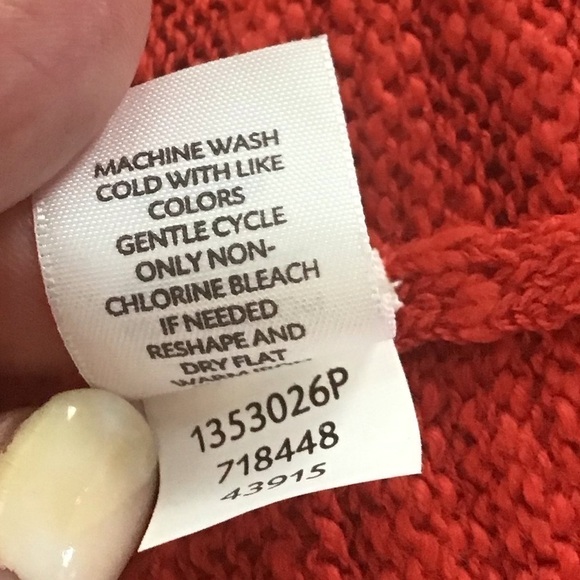 MACHINE WASH
COLD WITH LIKE
COLORS
GENTLE CYCLE
ONLY NON-
CHLORINE BLEACH
IF NEEDED
RESHAPE AND
DRY FLAT
1353026P
718448
43915